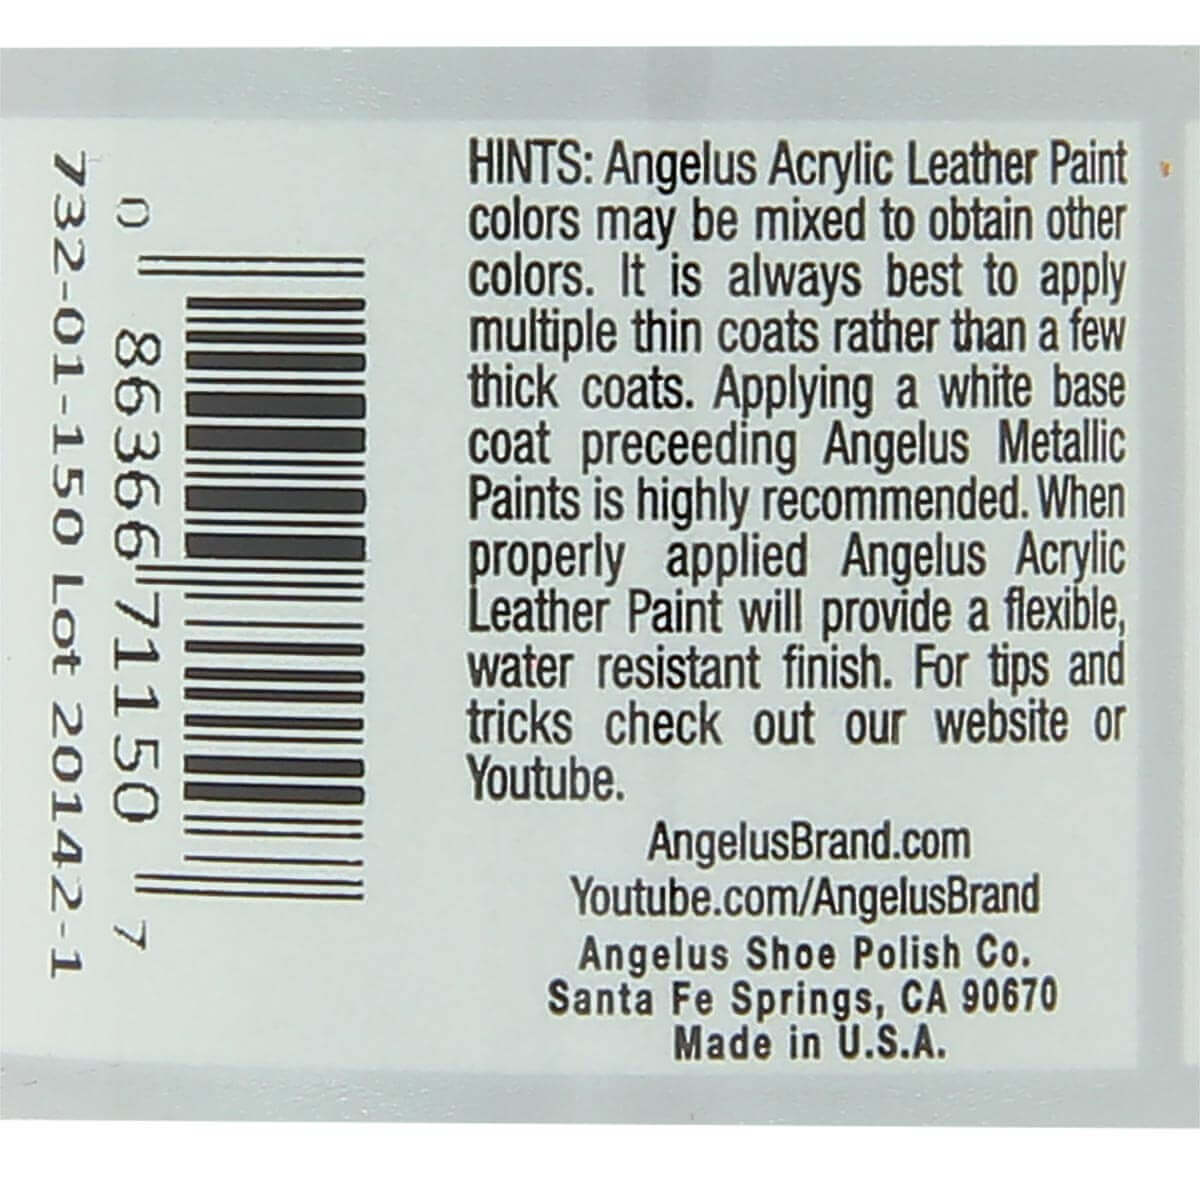 HINTS: Angelus Acrylic Leather Paint
colors may be mixed to obtain other
colors. It is always best to apply
multiple thin coats rather than a few
thick coats. Applying a white base
coat preceeding Angelus Metallic
Paints is highly recommended. When
properly applied Angelus Acrylic
Leather Paint will provide a flexible,
water resistant finish. For tips and
tricks check out our website or
Youtube.
AngelusBrand.com
Youtube.com/AngelusBrand
Angelus Shoe Polish Co.
Santa Fe Springs, CA 90670
Made in U.S.A.
0 86366 71150 7
732-01-150 Lot 20142-1